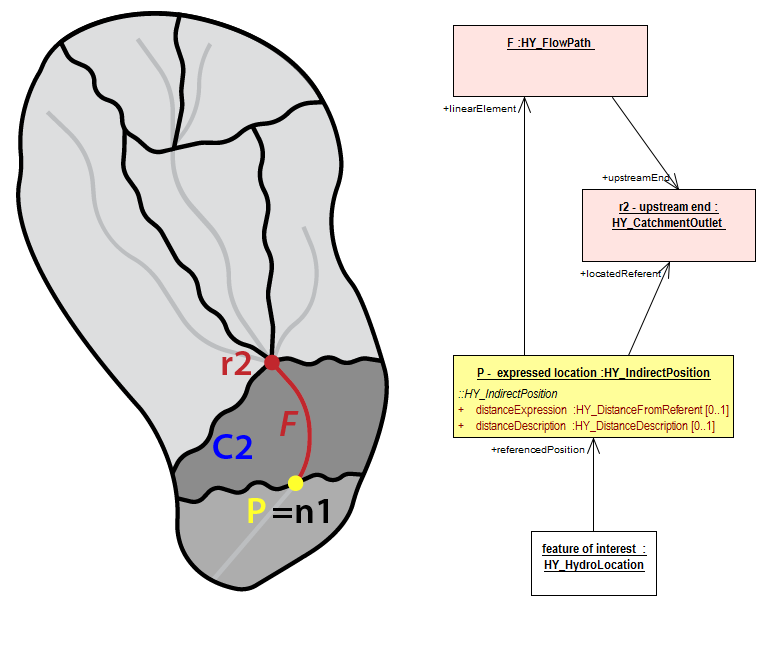 r2
F
C2
P =n1
F :HY_FlowPath
+linearElement
+upstreamEnd
r2 - upstream end :
HY_CatchmentOutlet
+locatedReferent
P - expressed location :HY_IndirectPosition
::HY_IndirectPosition
+ distanceExpression :HY_DistanceFromReferent [0..1]
+ distanceDescription :HY_DistanceDescription [0..1]
+referencedPosition
feature of interest :
HY_HydroLocation